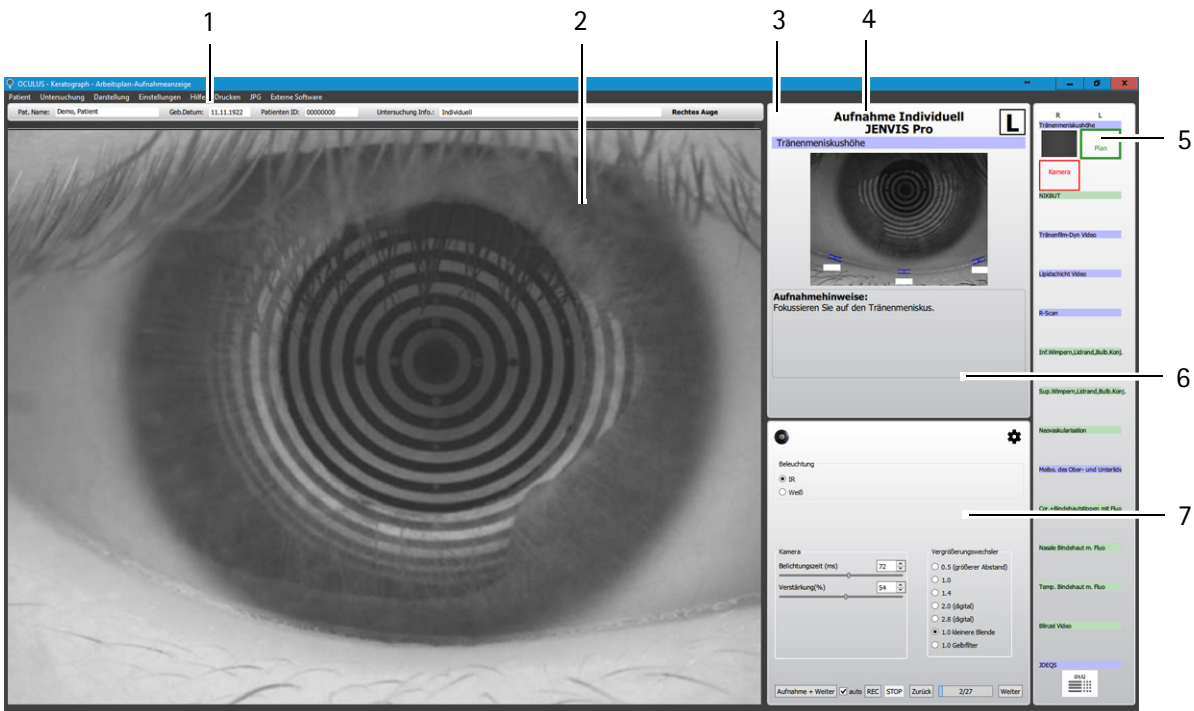 1
2
3
4
OCULUS - Keratograph - Arbeitsplan-Aufnahmeanzeige
Patient Untersuchung Darstellung Einstellungen Hilfe Drucken JPG Externe Software
Pat. Name: Demo, Patient Geb.Datum: 11.11.1922 Patienten ID: 00000000 Untersuchung Info.: Individuell Rechtes Auge
Aufnahme Individuell
JENVIS Pro
L
Tränenmeniskushöhe
Aufnahmehinweise:
Fokussieren Sie auf den Tränenmeniskus.
Beleuchtung
IR
Weiß
Kamera
Belichtungszeit (ms) 72
Verstärkung(%) 54
Vergrößerungswechsler
0.5 (größerer Abstand)
1.0
1.4
2.0 (digital)
2.8 (digital)
1.0 kleinere Blende
1.0 Gelbfilter
Aufnahme + Weiter auto REC STOP Zurück 2/27 Weiter
R L
Tränenmeniskushöhe
Plan
Kamera
NIKBUT
Tränenfilm-Dyn Video
Lipidschicht Video
R-Scan
Inf.Wimpern,Lidrand,Bulb.Konj.
Sup.Wimpern,Lidrand,Bulb.Konj.
Neovaskularisation
Meibo. des Ober- und Unterlids
Cor.+Bindehautstippen mit Fluo
Nasale Bindehaut m. Fluo
Temp. Bindehaut m. Fluo
Blinzel Video
JDEQS
5
6
7